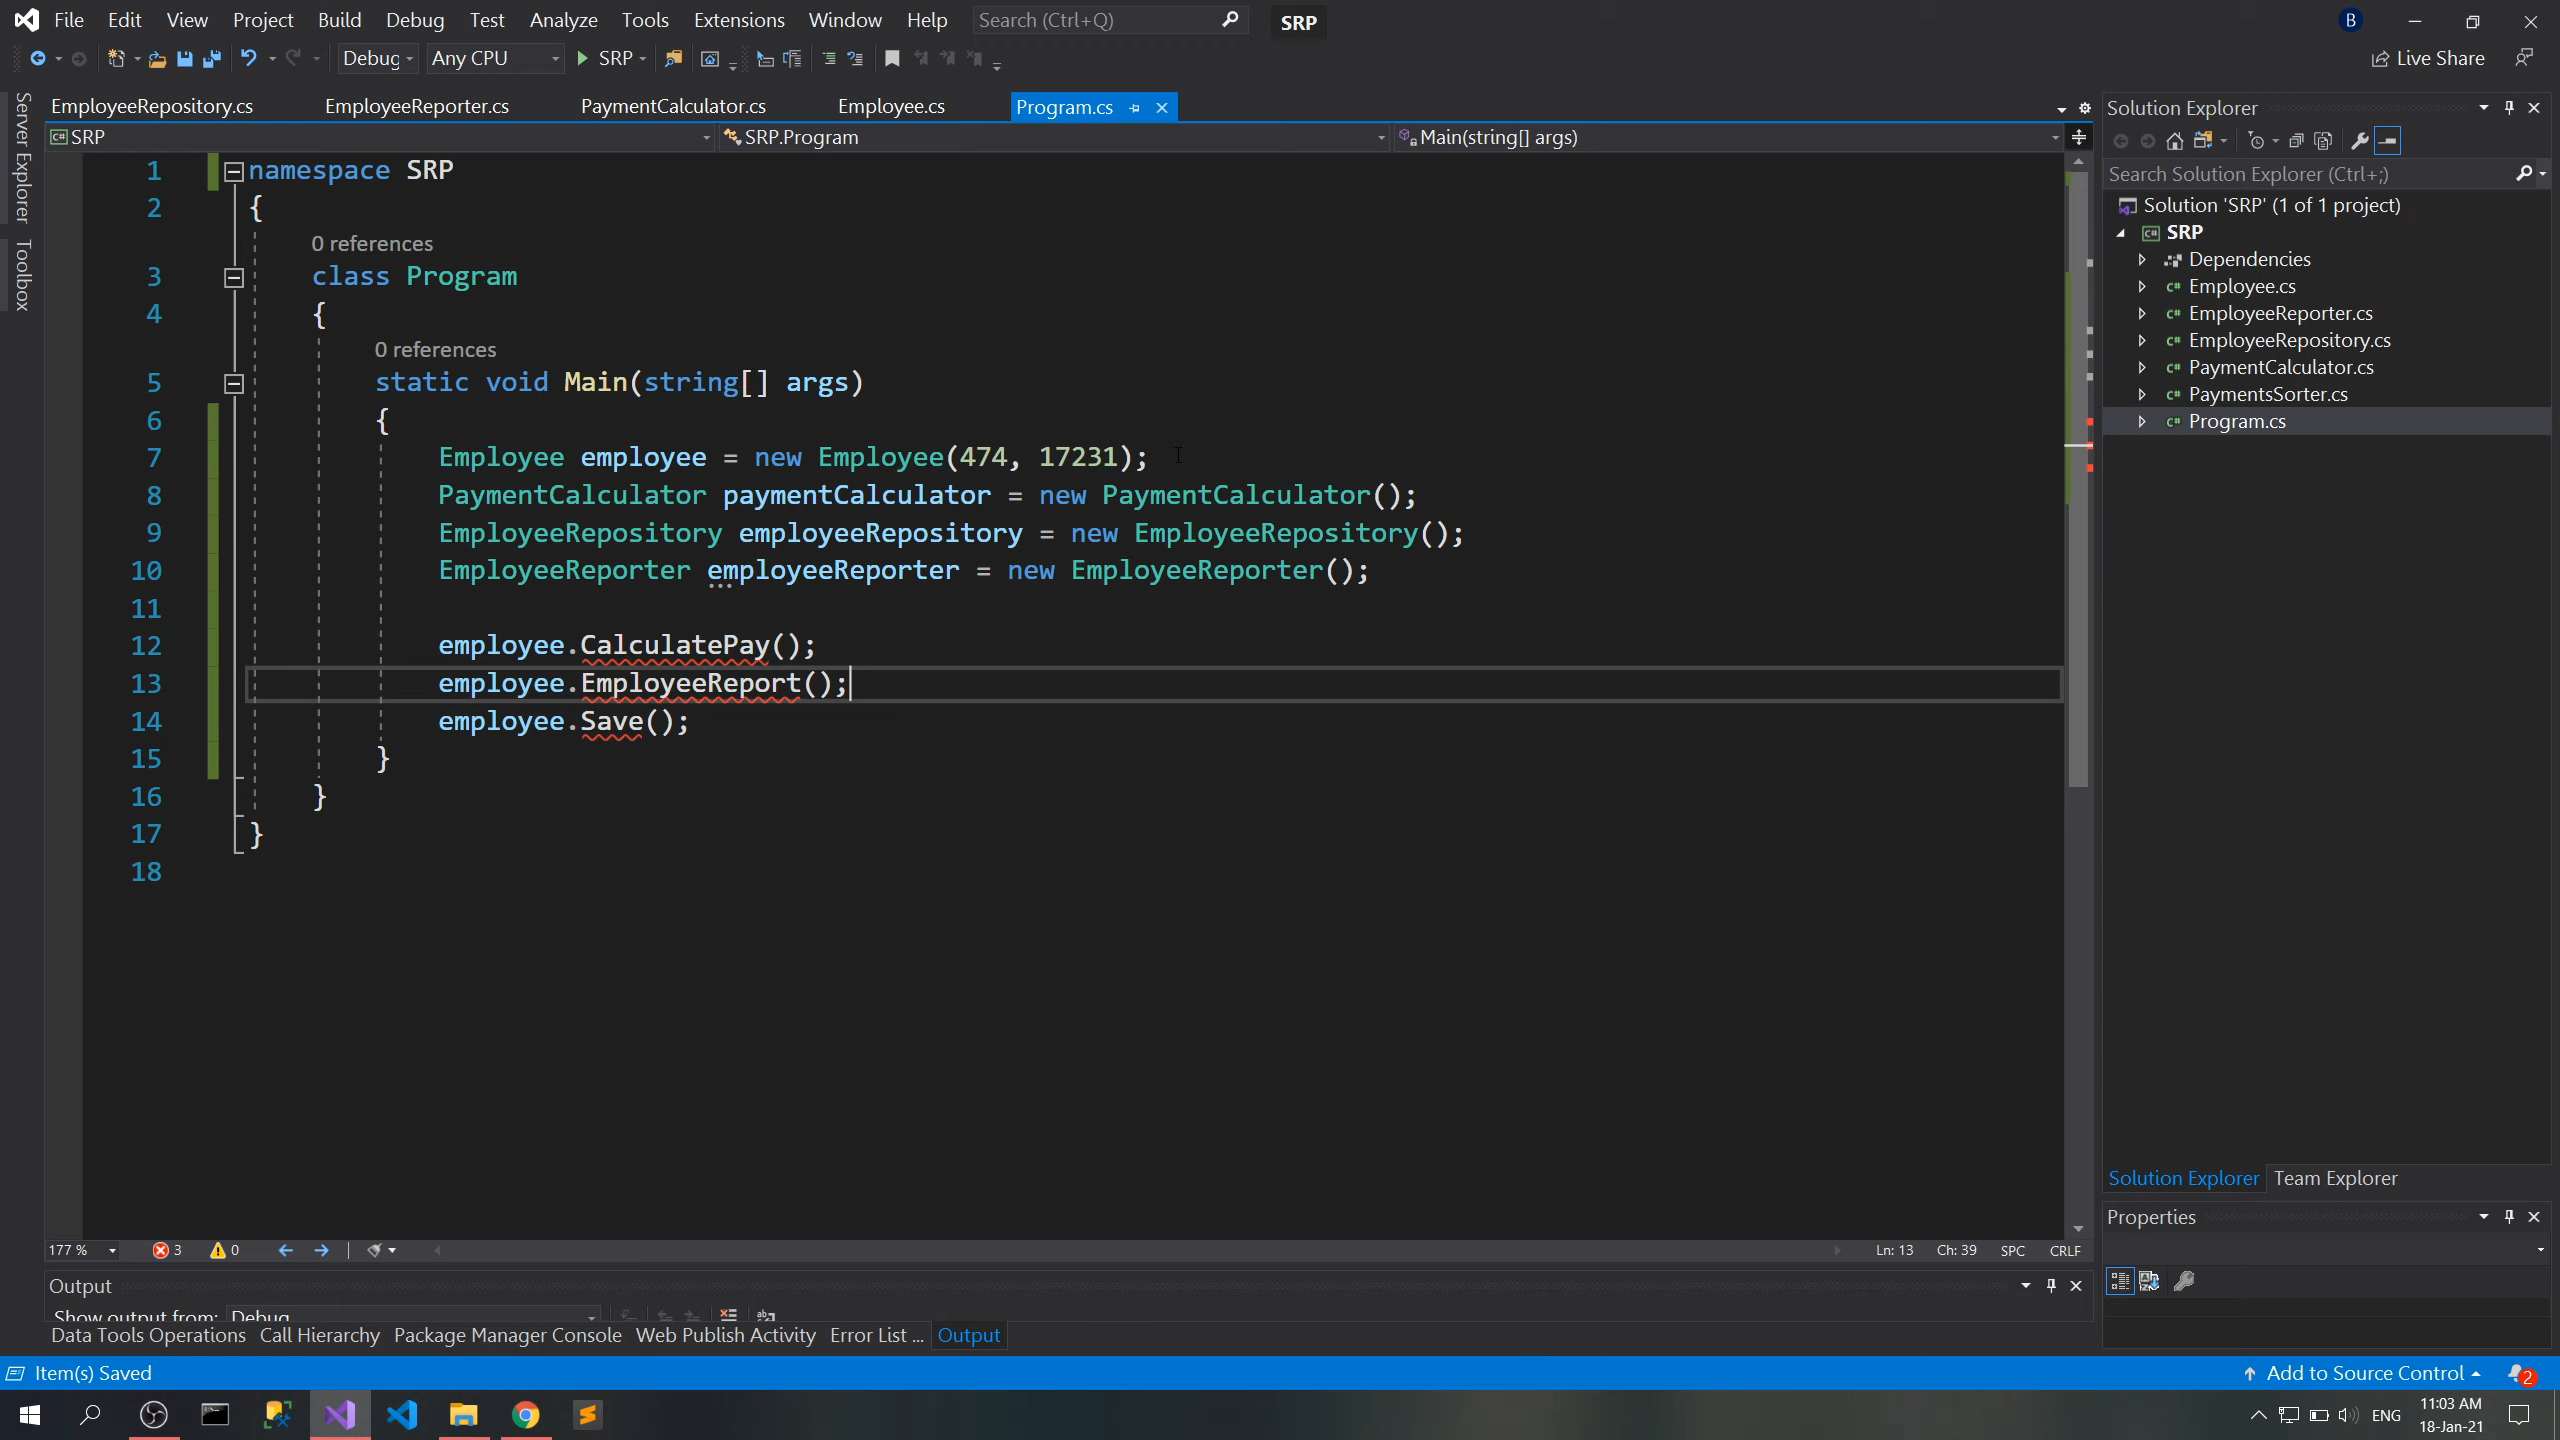 File Edit View Project Build Debug Test Analyze Tools Extensions Window Help Search (Ctrl+Q) SRP B
Debug Any CPU SRP Live Share
Server Explorer
Toolbox
EmployeeRepository.cs EmployeeReporter.cs PaymentCalculator.cs Employee.cs Program.cs
SRP SRP.Program Main(string[] args)
1 namespace SRP
2 {
0 references
3 class Program
4 {
0 references
5 static void Main(string[] args)
6 {
7 Employee employee = new Employee(474, 17231);
8 PaymentCalculator paymentCalculator = new PaymentCalculator();
9 EmployeeRepository employeeRepository = new EmployeeRepository();
10 EmployeeReporter employeeReporter = new EmployeeReporter();
11
12 employee.CalculatePay();
13 employee.EmployeeReport();
14 employee.Save();
15 }
16 }
17 }
18
177 % 3 0 Ln: 13 Ch: 39 SPC CRLF
Output
Show output from: Debug
Data Tools Operations Call Hierarchy Package Manager Console Web Publish Activity Error List ... Output
Solution Explorer
Search Solution Explorer (Ctrl+;)
Solution 'SRP' (1 of 1 project)
SRP
Dependencies
Employee.cs
EmployeeReporter.cs
EmployeeRepository.cs
PaymentCalculator.cs
PaymentsSorter.cs
Program.cs
Solution Explorer Team Explorer
Properties
Item(s) Saved Add to Source Control 2
ENG 11:03 AM
18-Jan-21